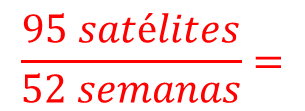 95 satélites
52 semanas =